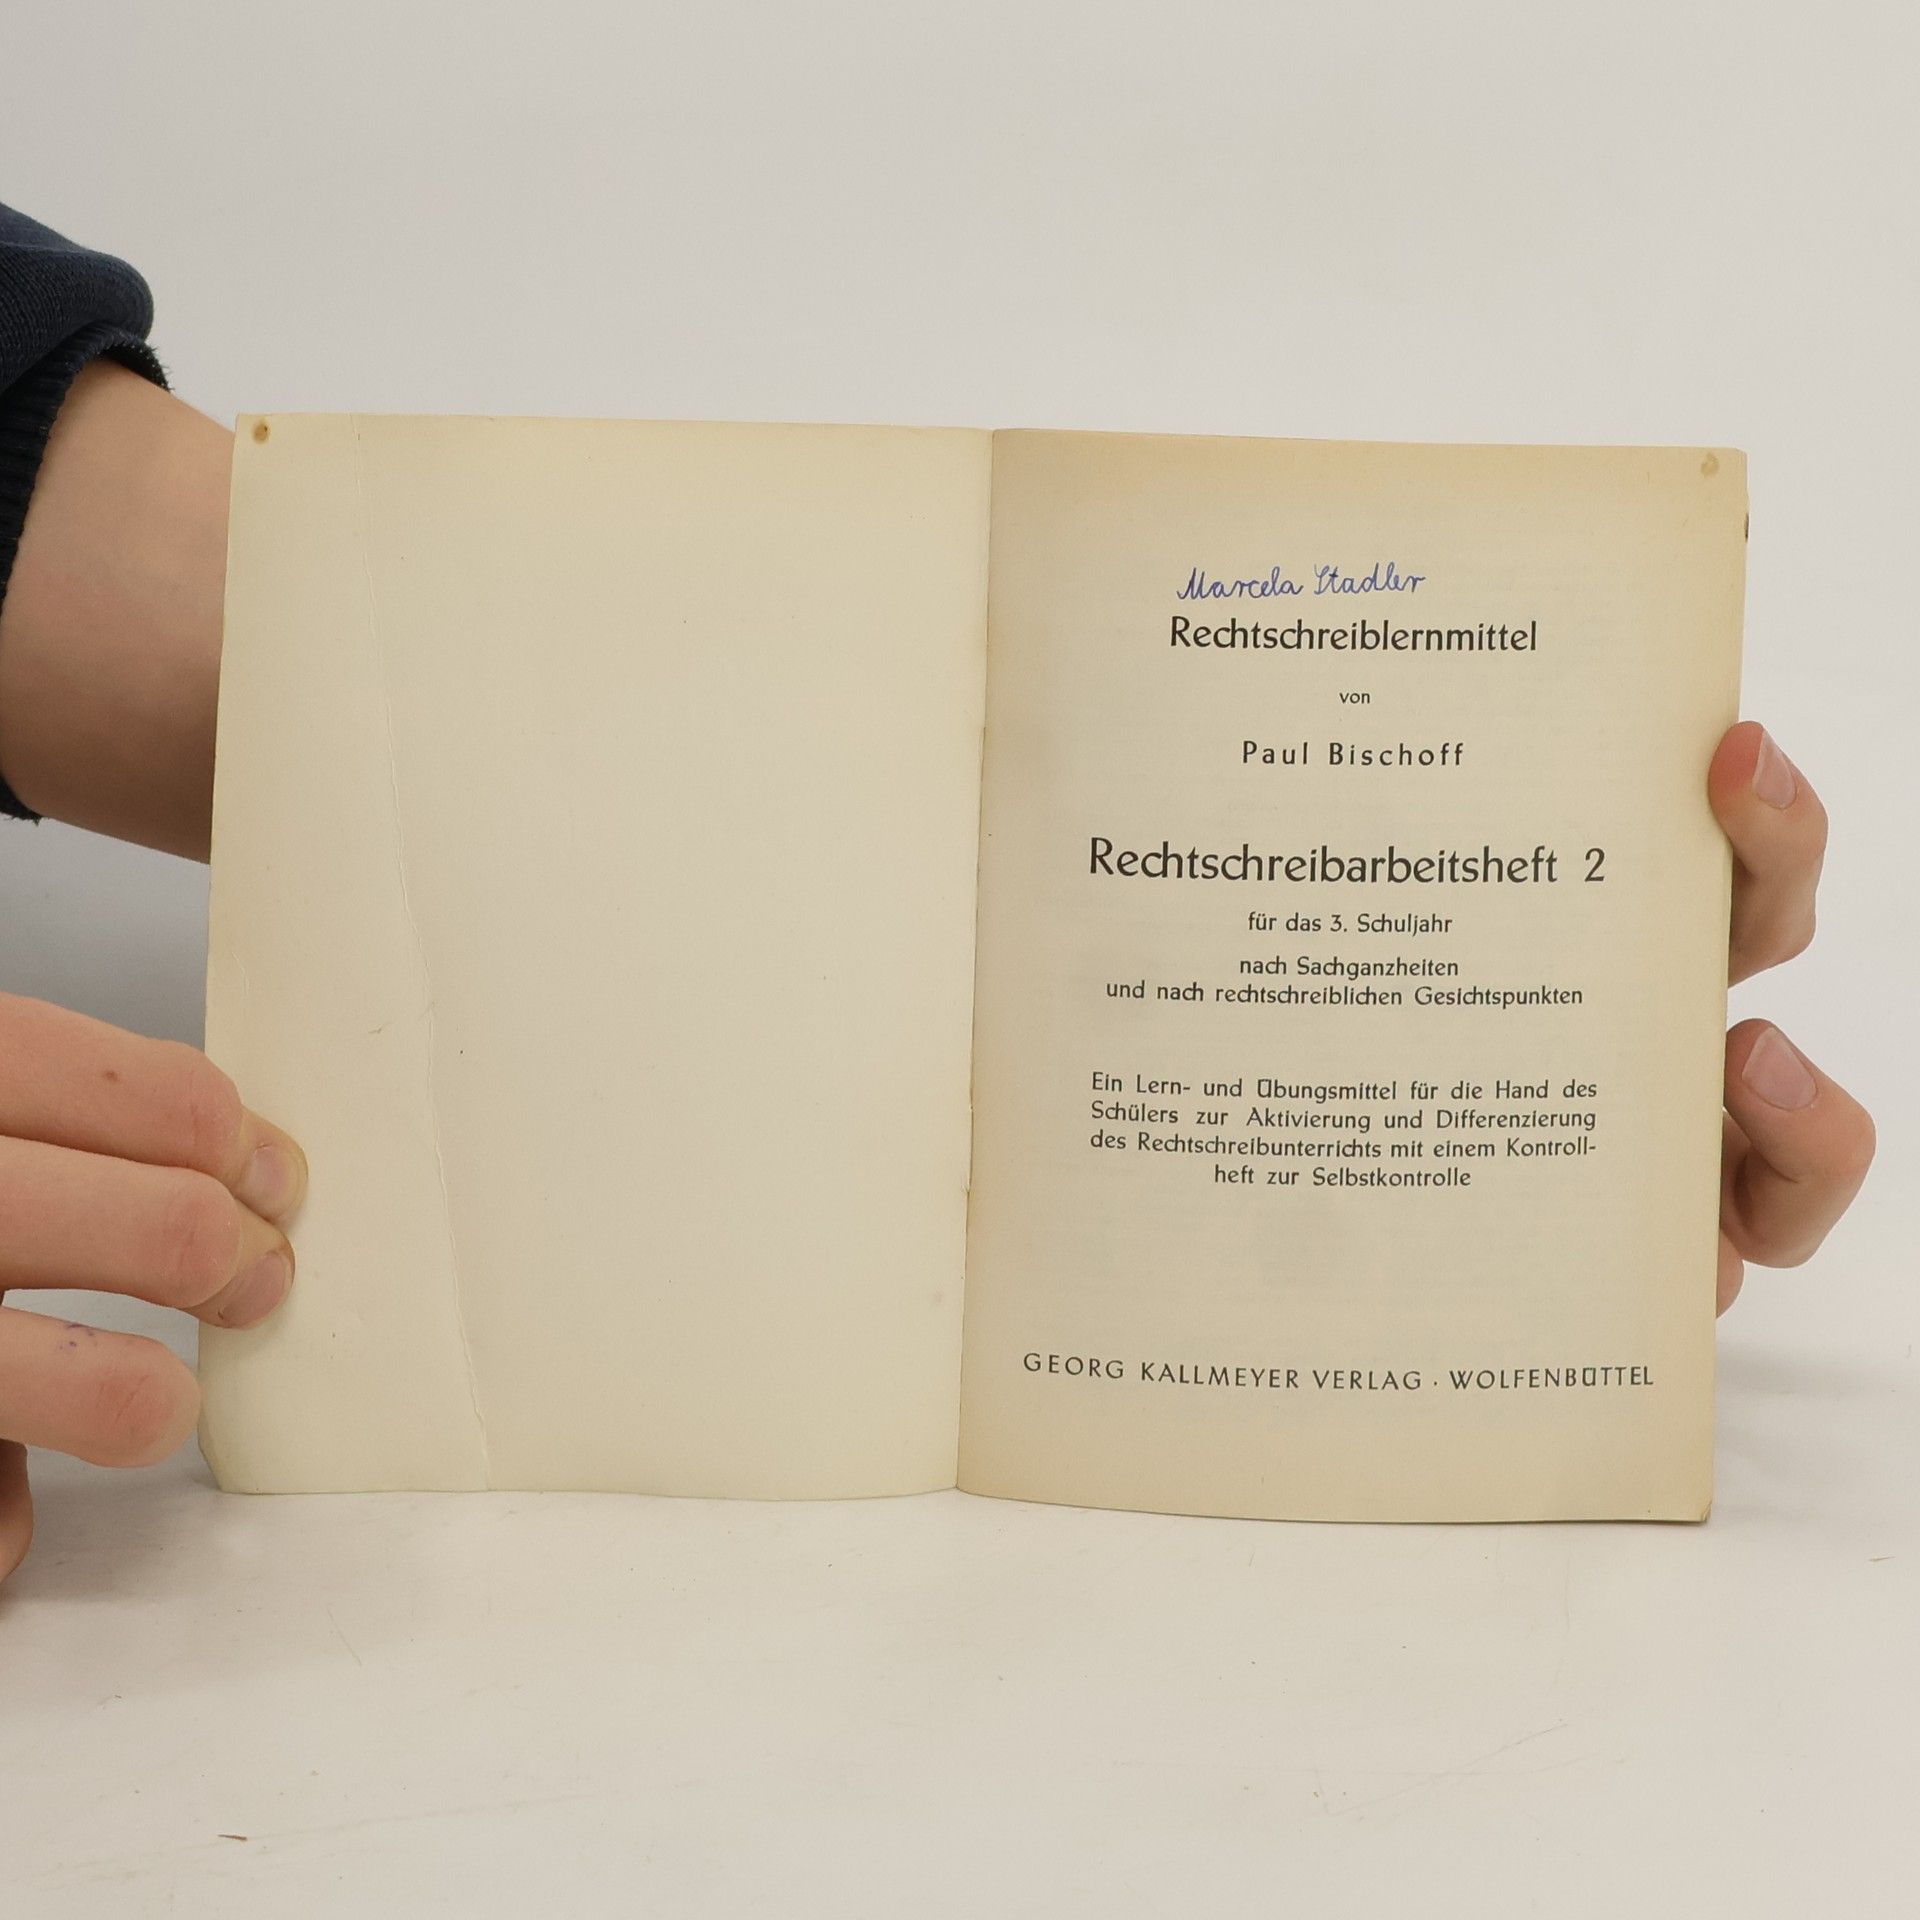 Marcela Stadler
Rechtschreiblernmittel
von
Paul Bischoff
Rechtschreibarbeitsheft 2
für das 3. Schuljahr
nach Sachganzheiten
und nach rechtschreiblichen Gesichtspunkten
Ein Lern- und Übungsmittel für die Hand des
Schülers zur Aktivierung und Differenzierung
des Rechtschreibunterrichts mit einem Kontroll-
heft zur Selbstkontrolle
GEORG KALLMEYER VERLAG · WOLFENBÜTTEL